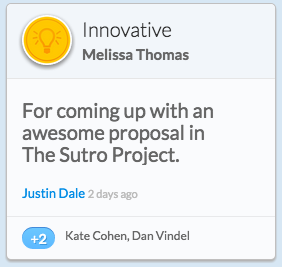 Innovative
Melissa Thomas
For coming up with an
awesome proposal in
The Sutro Project.
Justin Dale 2 days ago
+2 Kate Cohen, Dan Vindel